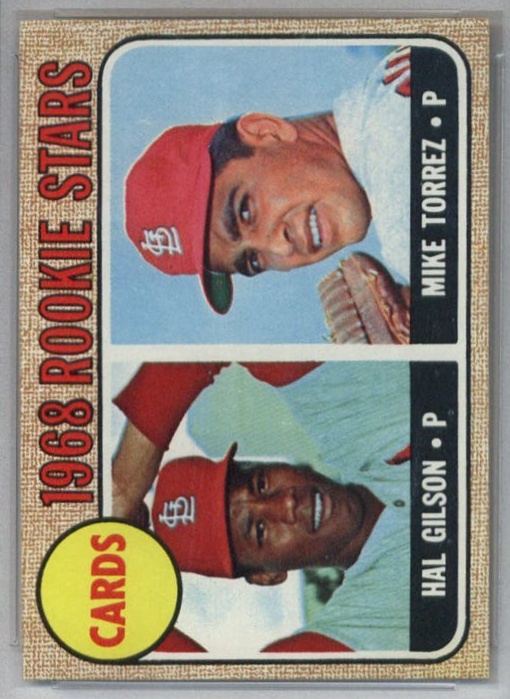 1968 ROOKIE STARS
CARDS
HAL GILSON • P
MIKE TORREZ • P